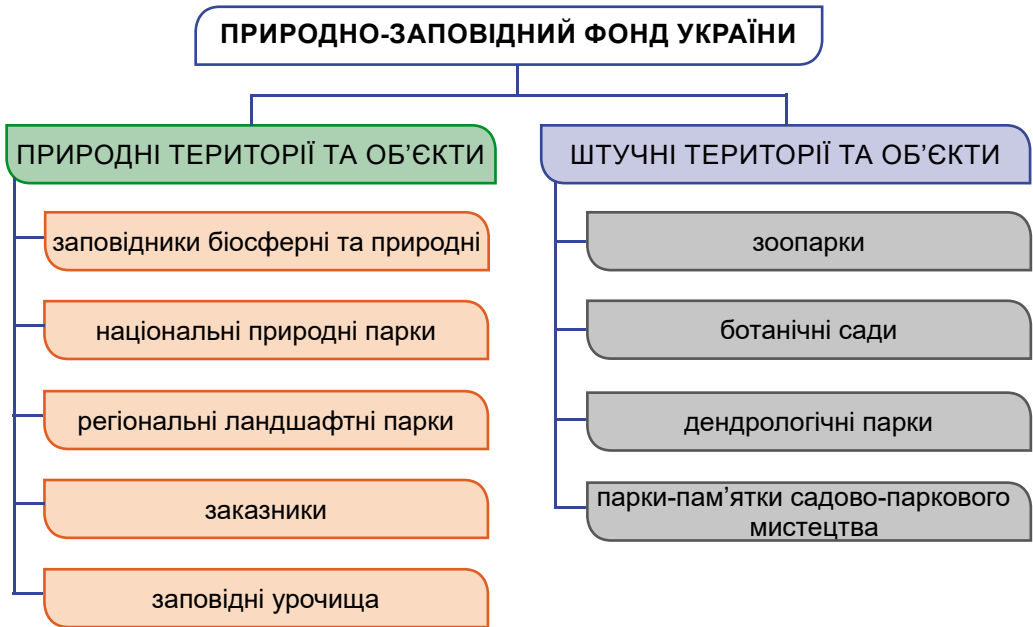 ПРИРОДНО-ЗАПОВІДНИЙ ФОНД УКРАЇНИ
ПРИРОДНІ ТЕРИТОРІЇ ТА ОБ’ЄКТИ
заповідники біосферні та природні
національні природні парки
регіональні ландшафтні парки
заказники
заповідні урочища
ШТУЧНІ ТЕРИТОРІЇ ТА ОБ’ЄКТИ
зоопарки
ботанічні сади
дендрологічні парки
парки-пам’ятки садово-паркового
мистецтва